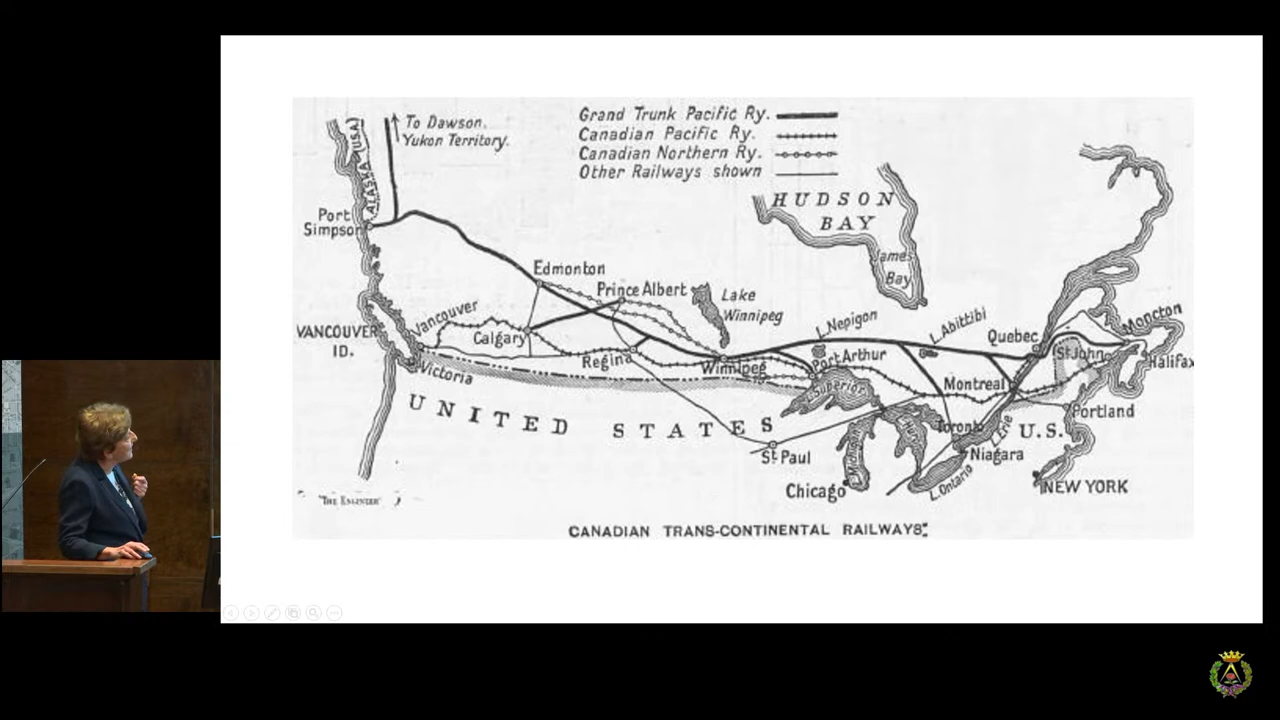 Grand Trunk Pacific Ry.
Canadian Pacific Ry.
Canadian Northern Ry.
Other Railways shown
To Dawson.
Yukon Territory.
ALASKA (USA)
Port
Simpson
HUDSON
BAY
James
Bay
Edmonton
Prince Albert
Lake
Winnipeg
Vancouver
VANCOUVER
ID.
Calgary
Regina
Winnipeg
L. Nepigon
L. Abittibi
Port Arthur
Quebec
Moncton
St John
Halifax
Victoria
L. Superior
Montreal
Portland
UNITED STATES
Toronto
L. Erie
U.S.
St Paul
Michigan
Niagara
Chicago
L. Ontario
NEW YORK
"THE ENGINEER"
CANADIAN TRANS-CONTINENTAL RAILWAYS